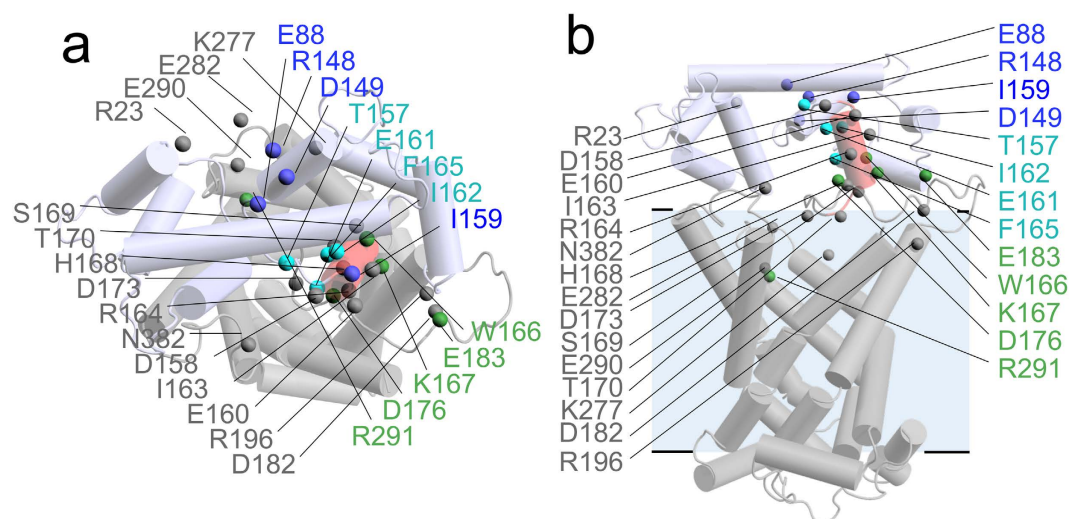 a
K277
E88
E282
R148
E290
D149
R23
T157
E161
F165
I162
I159
S169
T170
H168
D173
R164
N382
D158
I163
E160
R196
D182
W166
E183
K167
D176
R291
b
E88
R148
I159
D149
T157
I162
E161
F165
E183
W166
K167
D176
R291
R23
D158
E160
I163
R164
N382
H168
E282
D173
S169
E290
T170
K277
D182
R196